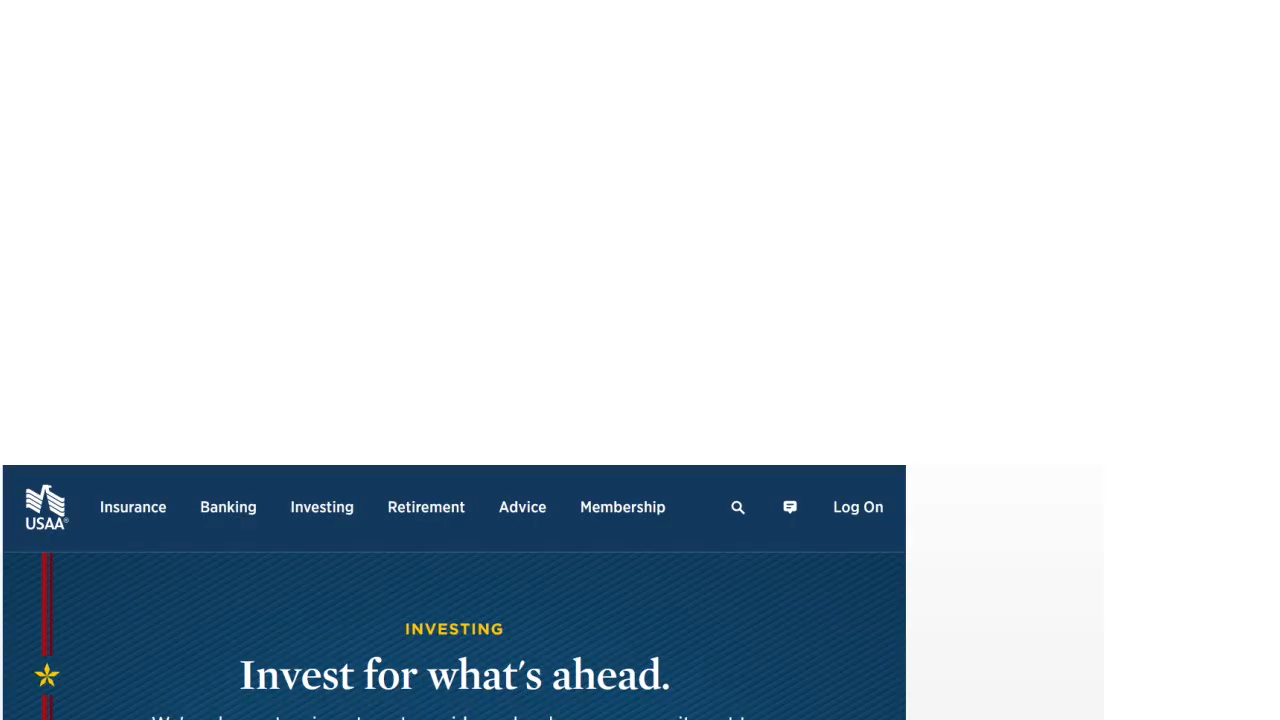 USAA®
Insurance Banking Investing Retirement Advice Membership Log On
INVESTING
Invest for what's ahead.